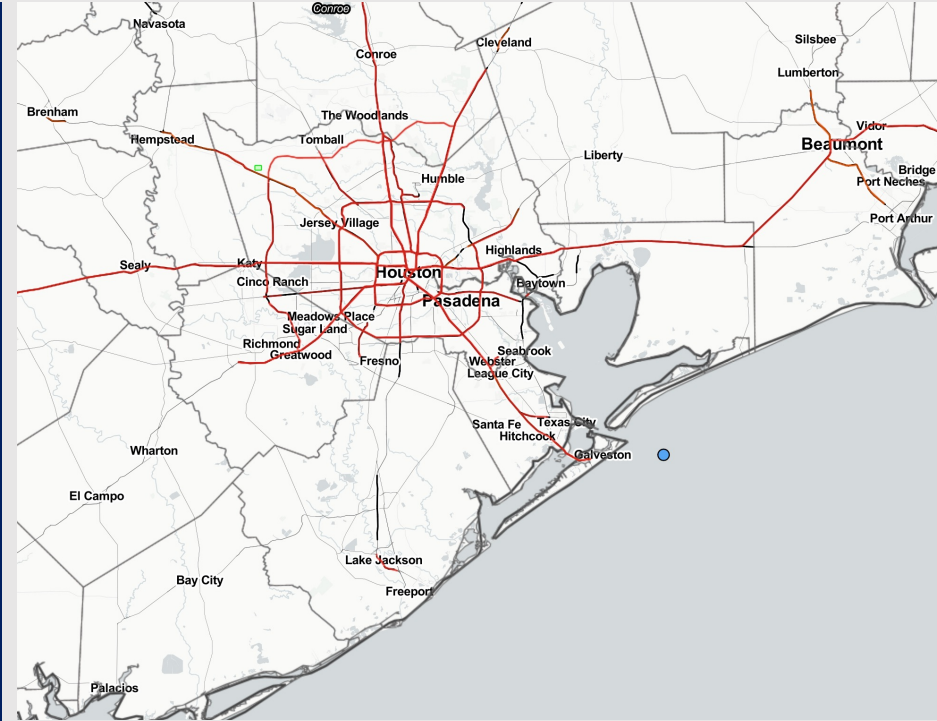 Conroe
Navasota
Silsbee
Cleveland
Conroe
Lumberton
Brenham
The Woodlands
Vidor
Hempstead
Tomball
Beaumont
Liberty
Bridge
Humble
Port Neches
Port Arthur
Jersey Village
Highlands
Sealy
Katy
Houston
Cinco Ranch
Baytown
Pasadena
Meadows Place
Sugar Land
Richmond
Seabrook
Greatwood
Fresno
Webster
League City
Santa Fe
Texas City
Hitchcock
Wharton
Galveston
El Campo
Lake Jackson
Bay City
Freeport
Palacios